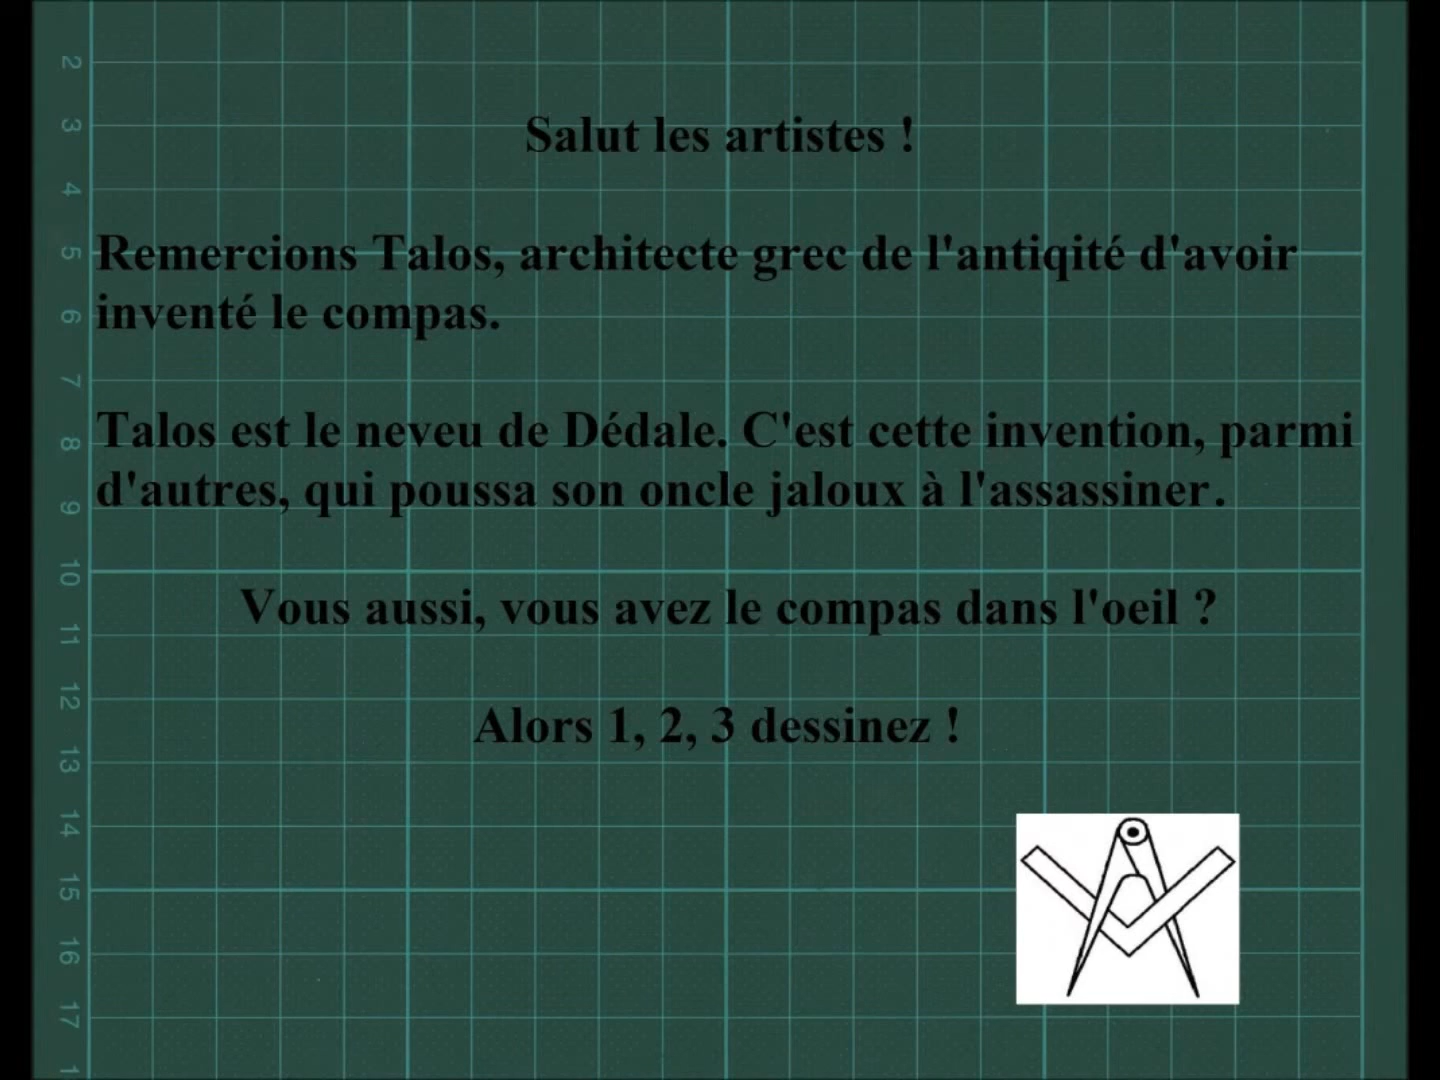 Salut les artistes !
Remercions Talos, architecte grec de l'antiqité d'avoir
inventé le compas.
Talos est le neveu de Dédale. C'est cette invention, parmi
d'autres, qui poussa son oncle jaloux à l'assassiner.
Vous aussi, vous avez le compas dans l'oeil ?
Alors 1, 2, 3 dessinez !
2
3
4
5
6
7
8
9
10
11
12
13
14
15
16
17
1